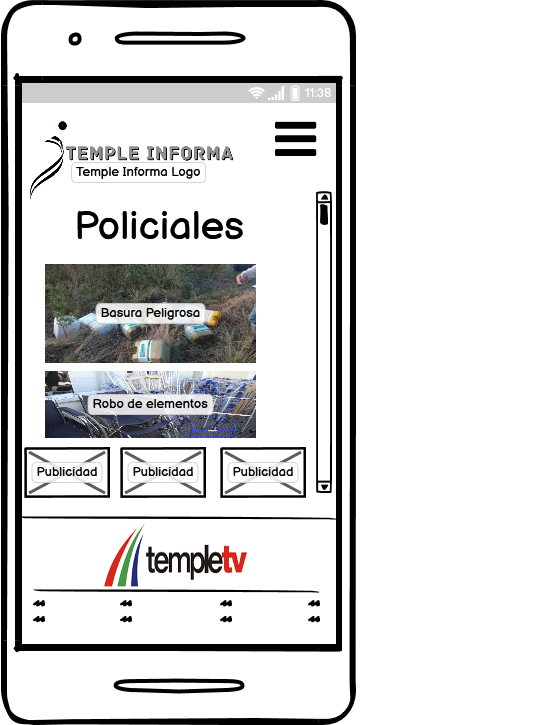 11:38
TEMPLE INFORMA
Temple Informa Logo
Policiales
Basura Peligrosa
Robo de elementos
Publicidad Publicidad Publicidad
templetv